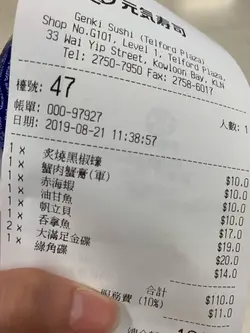 元気寿司
Genki Sushi (Telford Plaza)
Shop No.G101, Level 1, Telford Plaza,
33 Wai Yip Street, Kowloon Bay, KLN
Tel: 2750-7950 Fax: 2758-6017
檯號: 47 人數: 1
帳單: 000-97927
日期: 2019-08-21 11:38:57
1× 炙燒黑椒蠔 $10.0
1× 蟹肉蟹膏(軍) $10.0
1× 赤海蝦 $10.0
1× 油甘魚 $10.0
1× 帆立貝 $17.0
1× 吞拿魚 $19.0
2× 大滿足金碟 $20.0
1× 綠角碟 $14.0
合計 $110.0
服務費 (10%) $11.0